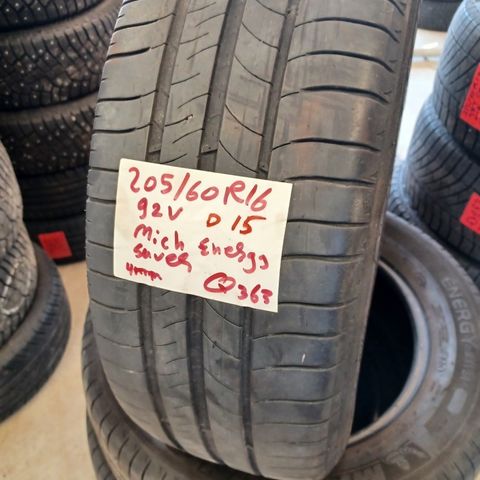 205/60R16
92V D15
Mich Energy
saver
4mm Q363
ENERGY